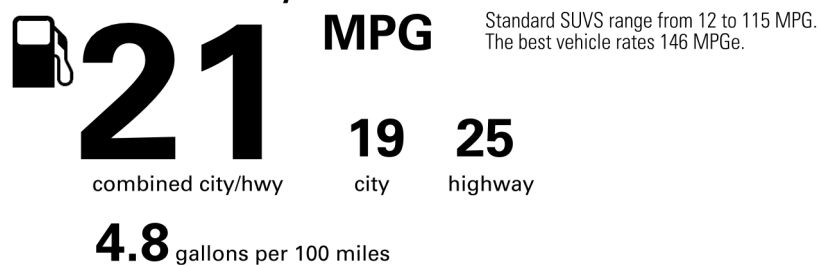 MPG
Standard SUVS range from 12 to 115 MPG.
The best vehicle rates 146 MPGe.
21
combined city/hwy
19
city
25
highway
4.8 gallons per 100 miles